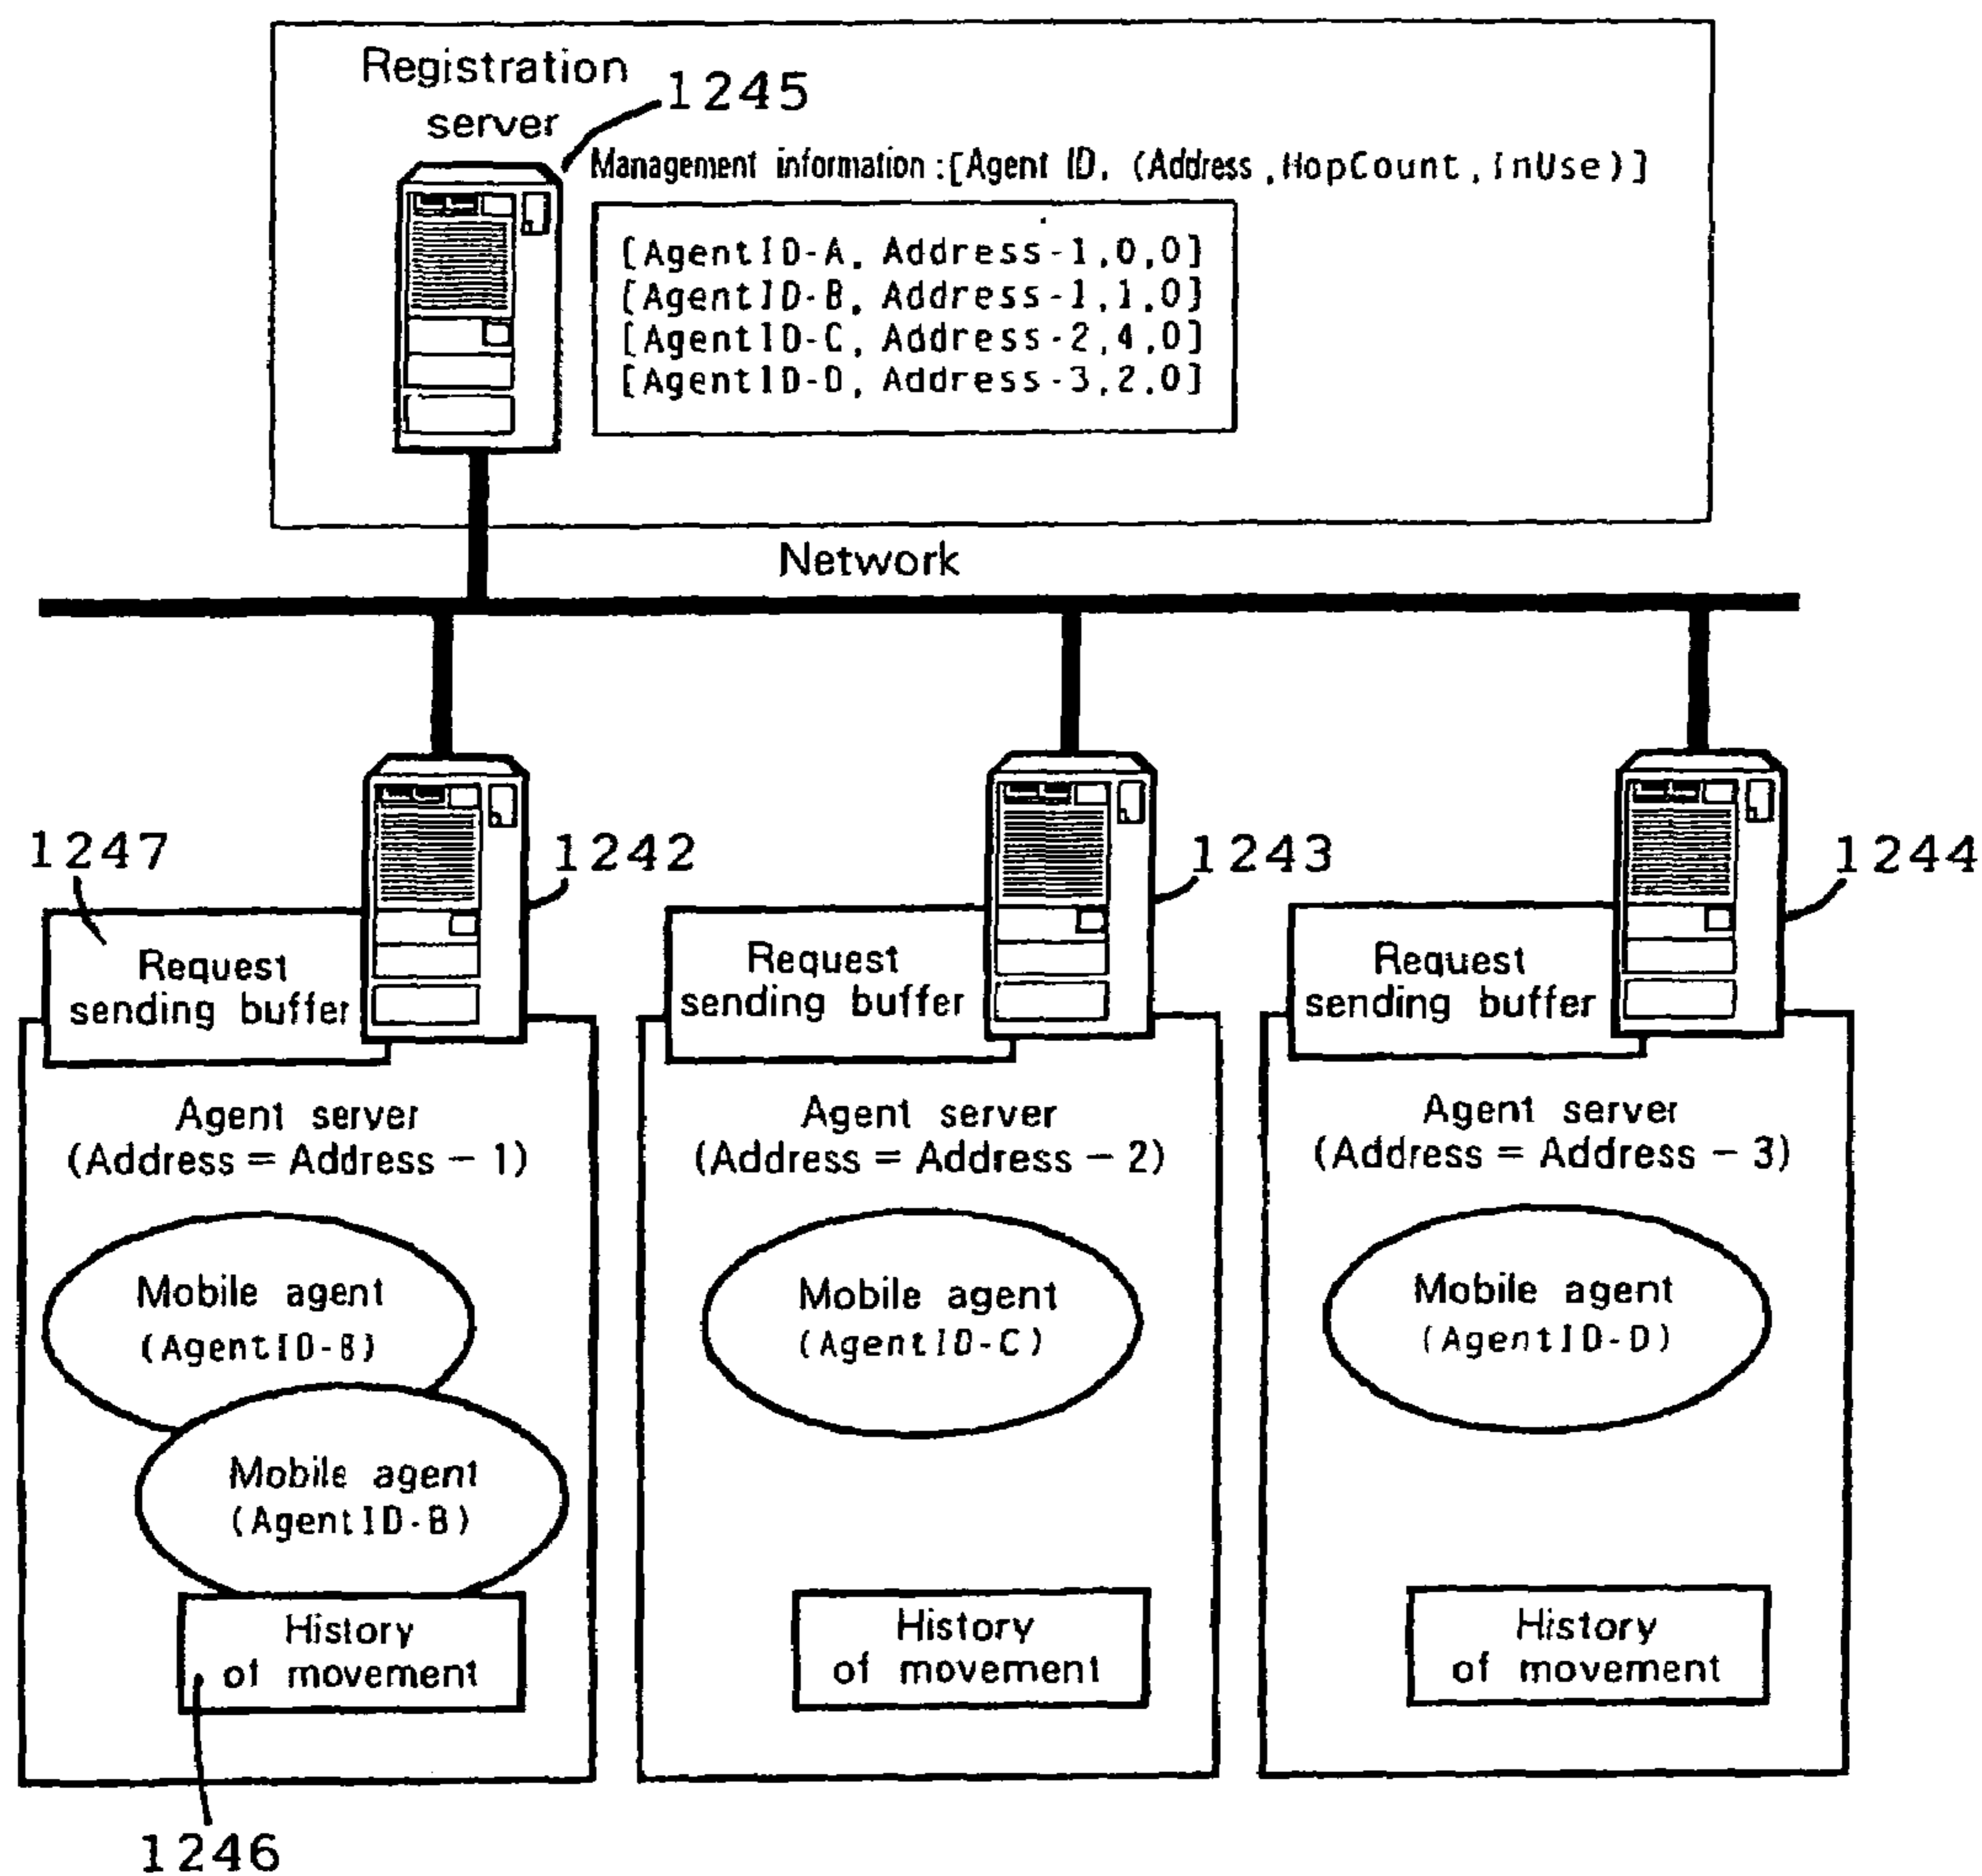 Registration
server
1245
Management information :[Agent ID, (Address ,HopCount ,InUse)]
[AgentID-A, Address-1,0,0]
[AgentID-B, Address-1,1,0]
[AgentID-C, Address-2,4,0]
[AgentID-D, Address-3,2,0]
Network
1247
1242
1243
1244
Request
sending buffer
Request
sending buffer
Request
sending buffer
Agent server
(Address = Address – 1)
Agent server
(Address = Address – 2)
Agent server
(Address = Address – 3)
Mobile agent
(AgentID-B)
Mobile agent
(AgentID-C)
Mobile agent
(AgentID-D)
Mobile agent
(AgentID-B)
History
of movement
History
of movement
History
of movement
1246